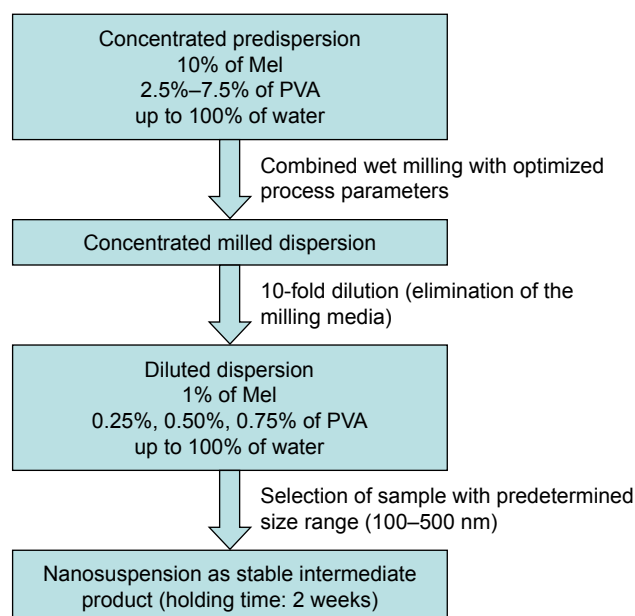 Concentrated predispersion
10% of Mel
2.5%–7.5% of PVA
up to 100% of water
Combined wet milling with optimized
process parameters
Concentrated milled dispersion
10-fold dilution (elimination of the
milling media)
Diluted dispersion
1% of Mel
0.25%, 0.50%, 0.75% of PVA
up to 100% of water
Selection of sample with predetermined
size range (100–500 nm)
Nanosuspension as stable intermediate
product (holding time: 2 weeks)